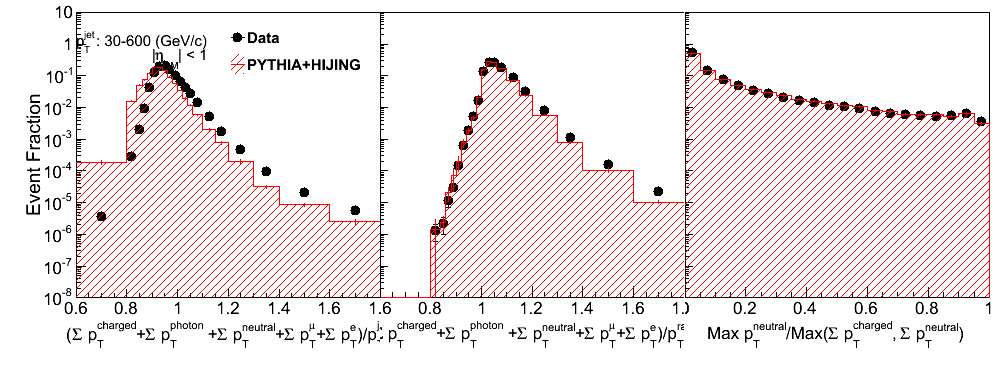 p_T^jet : 30-600 (GeV/c)
< 1
Data
PYTHIA+HIJING
Event Fraction
10
1
10^-1
10^-2
10^-3
10^-4
10^-5
10^-6
10^-7
10^-8
0.6 0.8 1 1.2 1.4 1.6 0.8 1 1.2 1.4 1.6 0.2 0.4 0.6 0.8 1
(Σ p_T^charged+Σ p_T^photon+Σ p_T^neutral+Σ p_T^μ+Σ p_T^e)/p_T^j
p_T^charged+Σ p_T^photon+Σ p_T^neutral+Σ p_T^μ+Σ p_T^e)/p_T^ra
Max p_T^neutral/Max(Σ p_T^charged, Σ p_T^neutral)